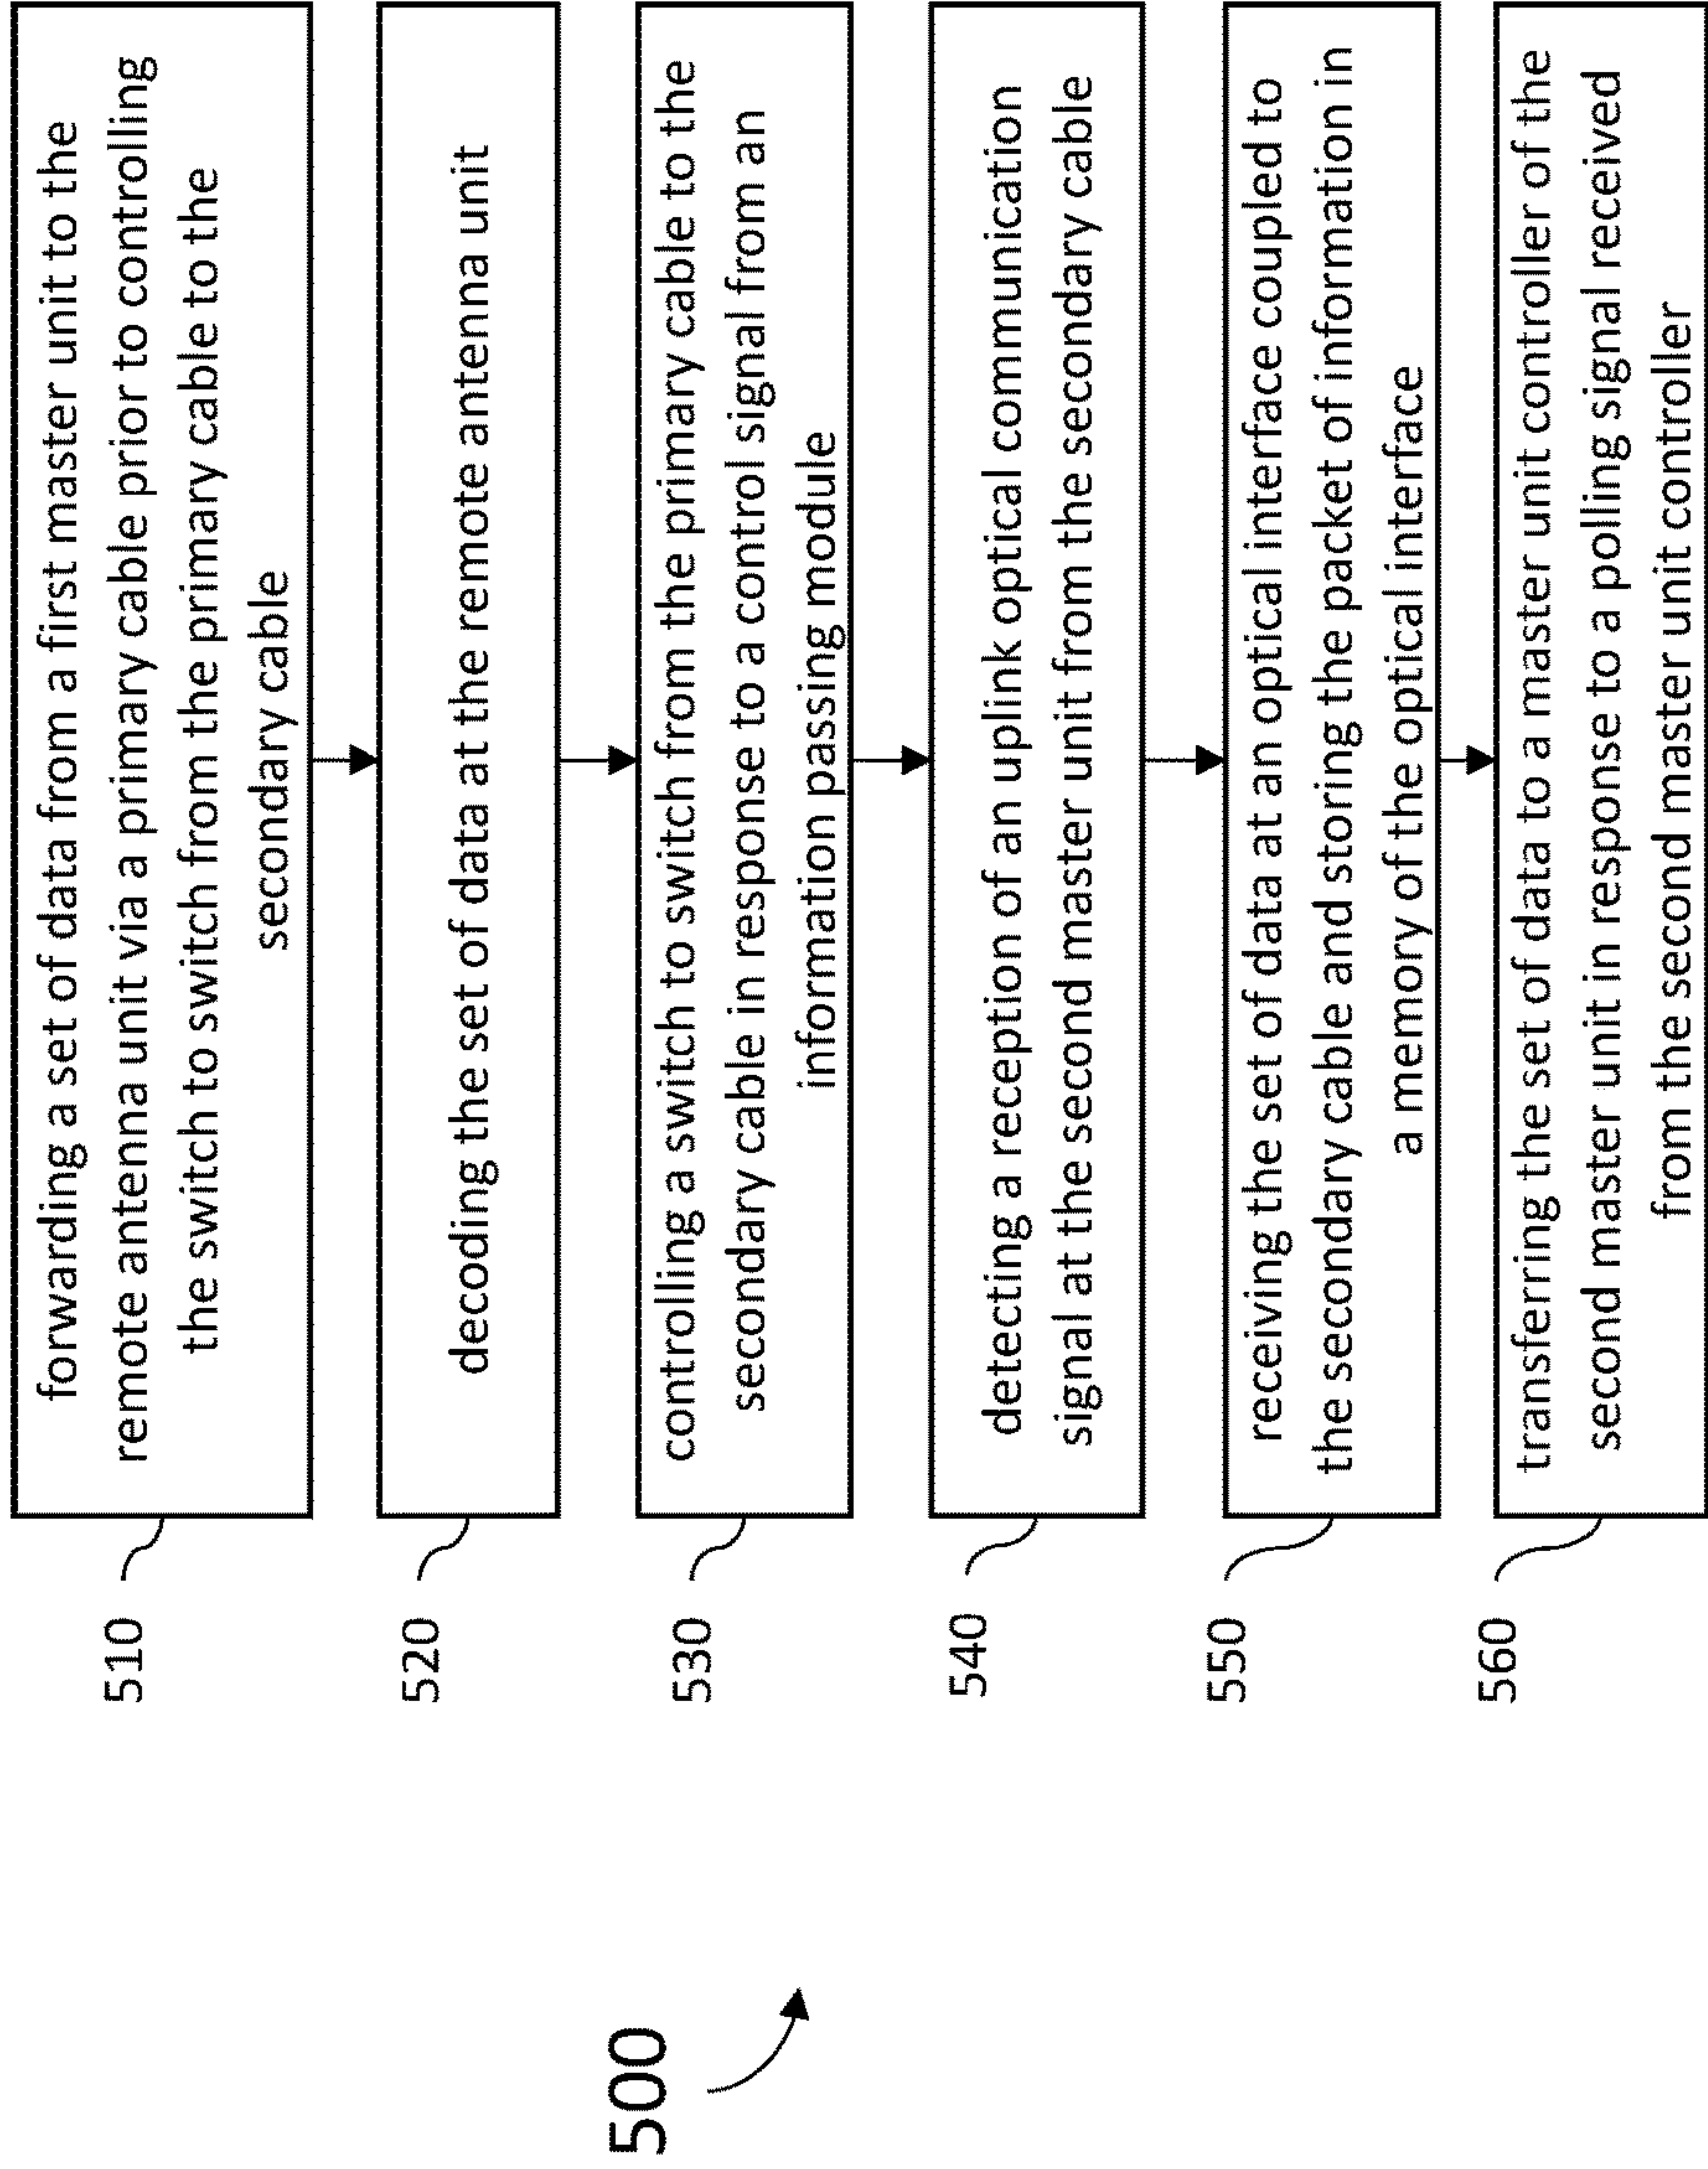 500
510
forwarding a set of data from a first master unit to the
remote antenna unit via a primary cable prior to controlling
the switch to switch from the primary cable to the
secondary cable
520
decoding the set of data at the remote antenna unit
530
controlling a switch to switch from the primary cable to the
secondary cable in response to a control signal from an
information passing module
540
detecting a reception of an uplink optical communication
signal at the second master unit from the secondary cable
550
receiving the set of data at an optical interface coupled to
the secondary cable and storing the packet of information in
a memory of the optical interface
560
transferring the set of data to a master unit controller of the
second master unit in response to a polling signal received
from the second master unit controller